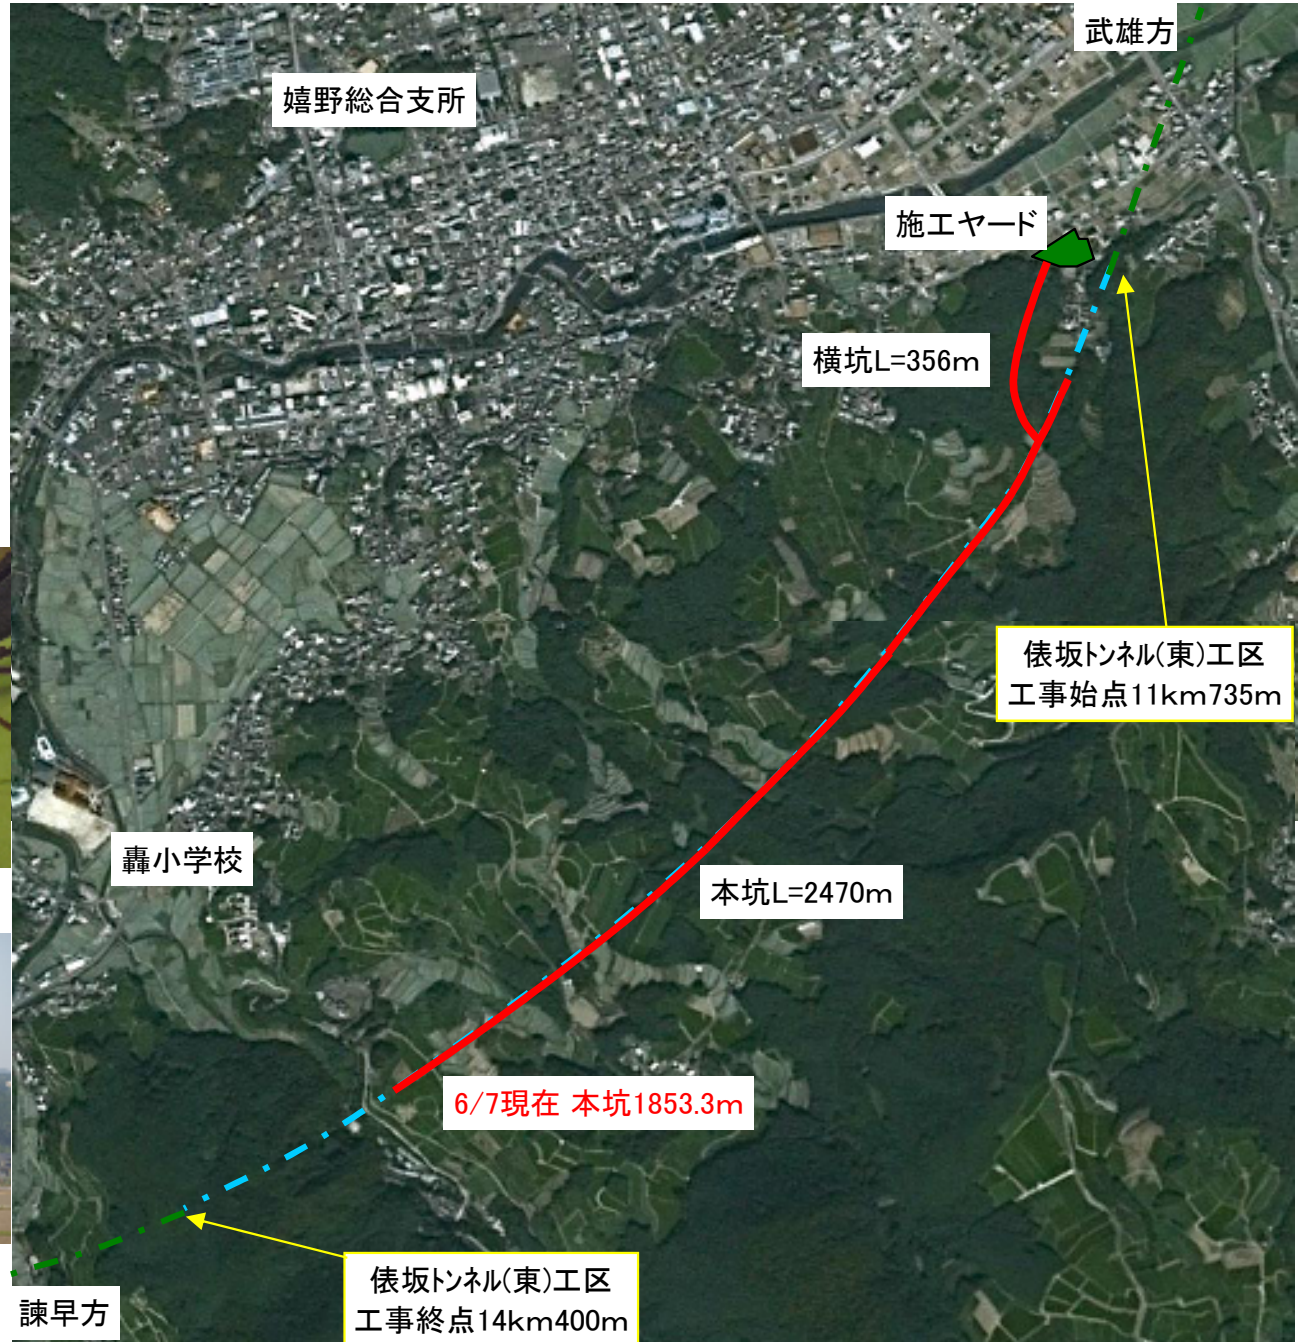 武雄方
嬉野総合支所
施工ヤード
横坑L=356m
俵坂トンネル(東)工区
工事始点11km735m
轟小学校
本坑L=2470m
6/7現在 本坑1853.3m
俵坂トンネル(東)工区
工事終点14km400m
諫早方